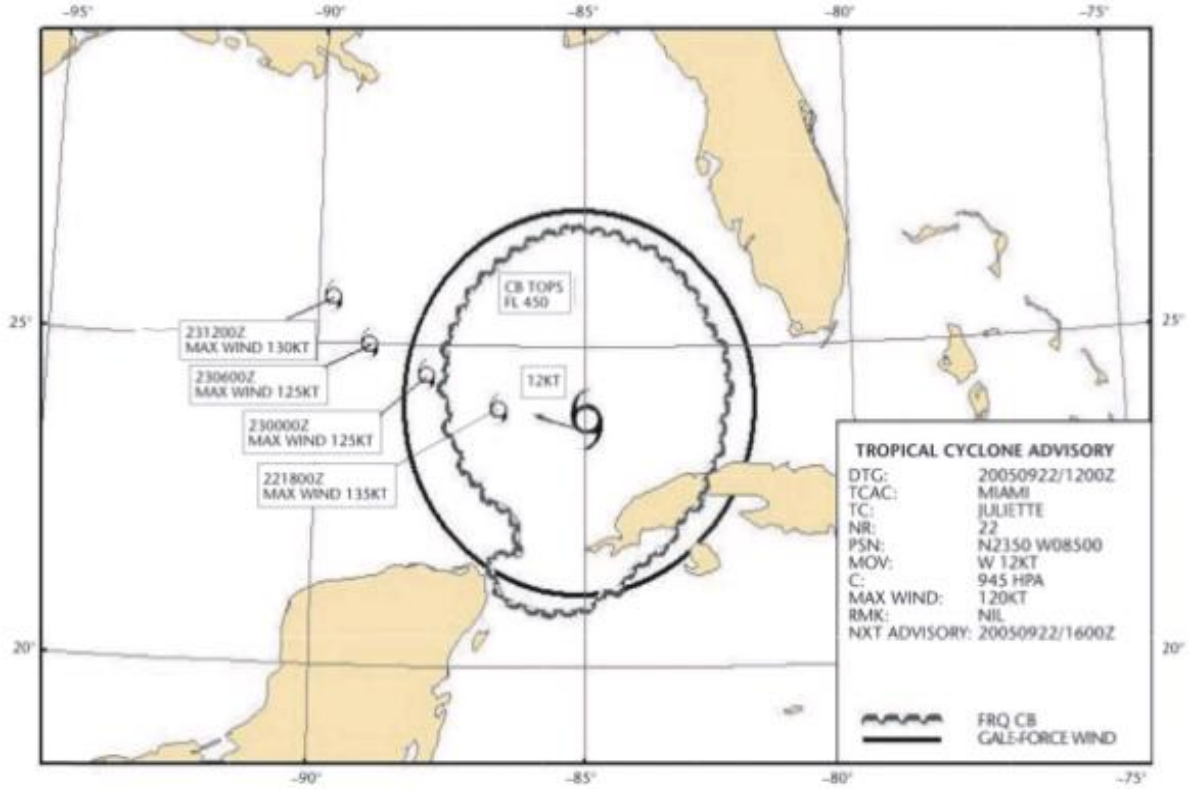 -95° -90° -85° -80° -75°
CB TOPS
FL 450
25° 25°
231200Z
MAX WIND 130KT
230600Z
MAX WIND 125KT
12KT
230000Z
MAX WIND 125KT
221800Z
MAX WIND 135KT
TROPICAL CYCLONE ADVISORY
DTG: 20050922/1200Z
TCAC: MIAMI
TC: JULIETTE
NR: 22
PSN: N2350 W08500
MOV: W 12KT
C: 945 HPA
MAX WIND: 120KT
RMK: NIL
NXT ADVISORY: 20050922/1600Z
20° 20°
FRQ CB
GALE-FORCE WIND
-90° -85° -80° -75°